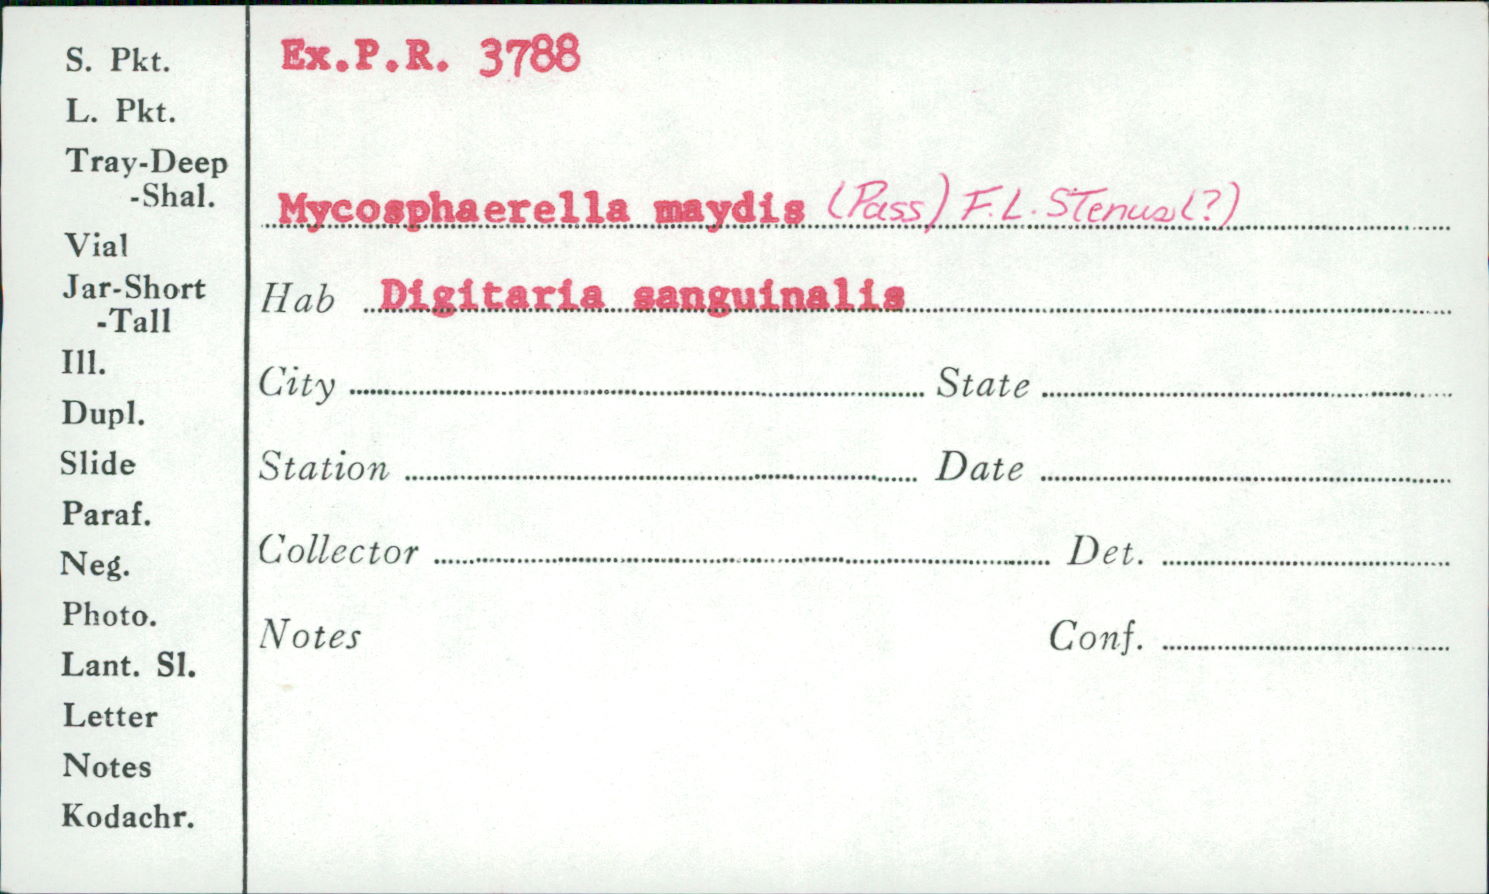 S. Pkt.
L. Pkt.
Tray-Deep
-Shal.
Vial
Jar-Short
-Tall
Ill.
Dupl.
Slide
Paraf.
Neg.
Photo.
Lant. Sl.
Letter
Notes
Kodachr.
Ex.P.R. 3788
Mycosphaerella maydis (Pass) F.L. Stenus(?)
Hab Digitaria sanguinalis
City State
Station Date
Collector Det.
Notes Conf.